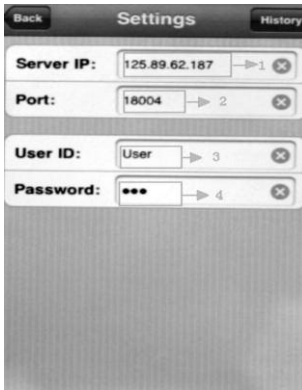 Back Settings History
Server IP: 125.89.62.187 1
Port: 18004 2
User ID: User 3
Password: ●●● 4